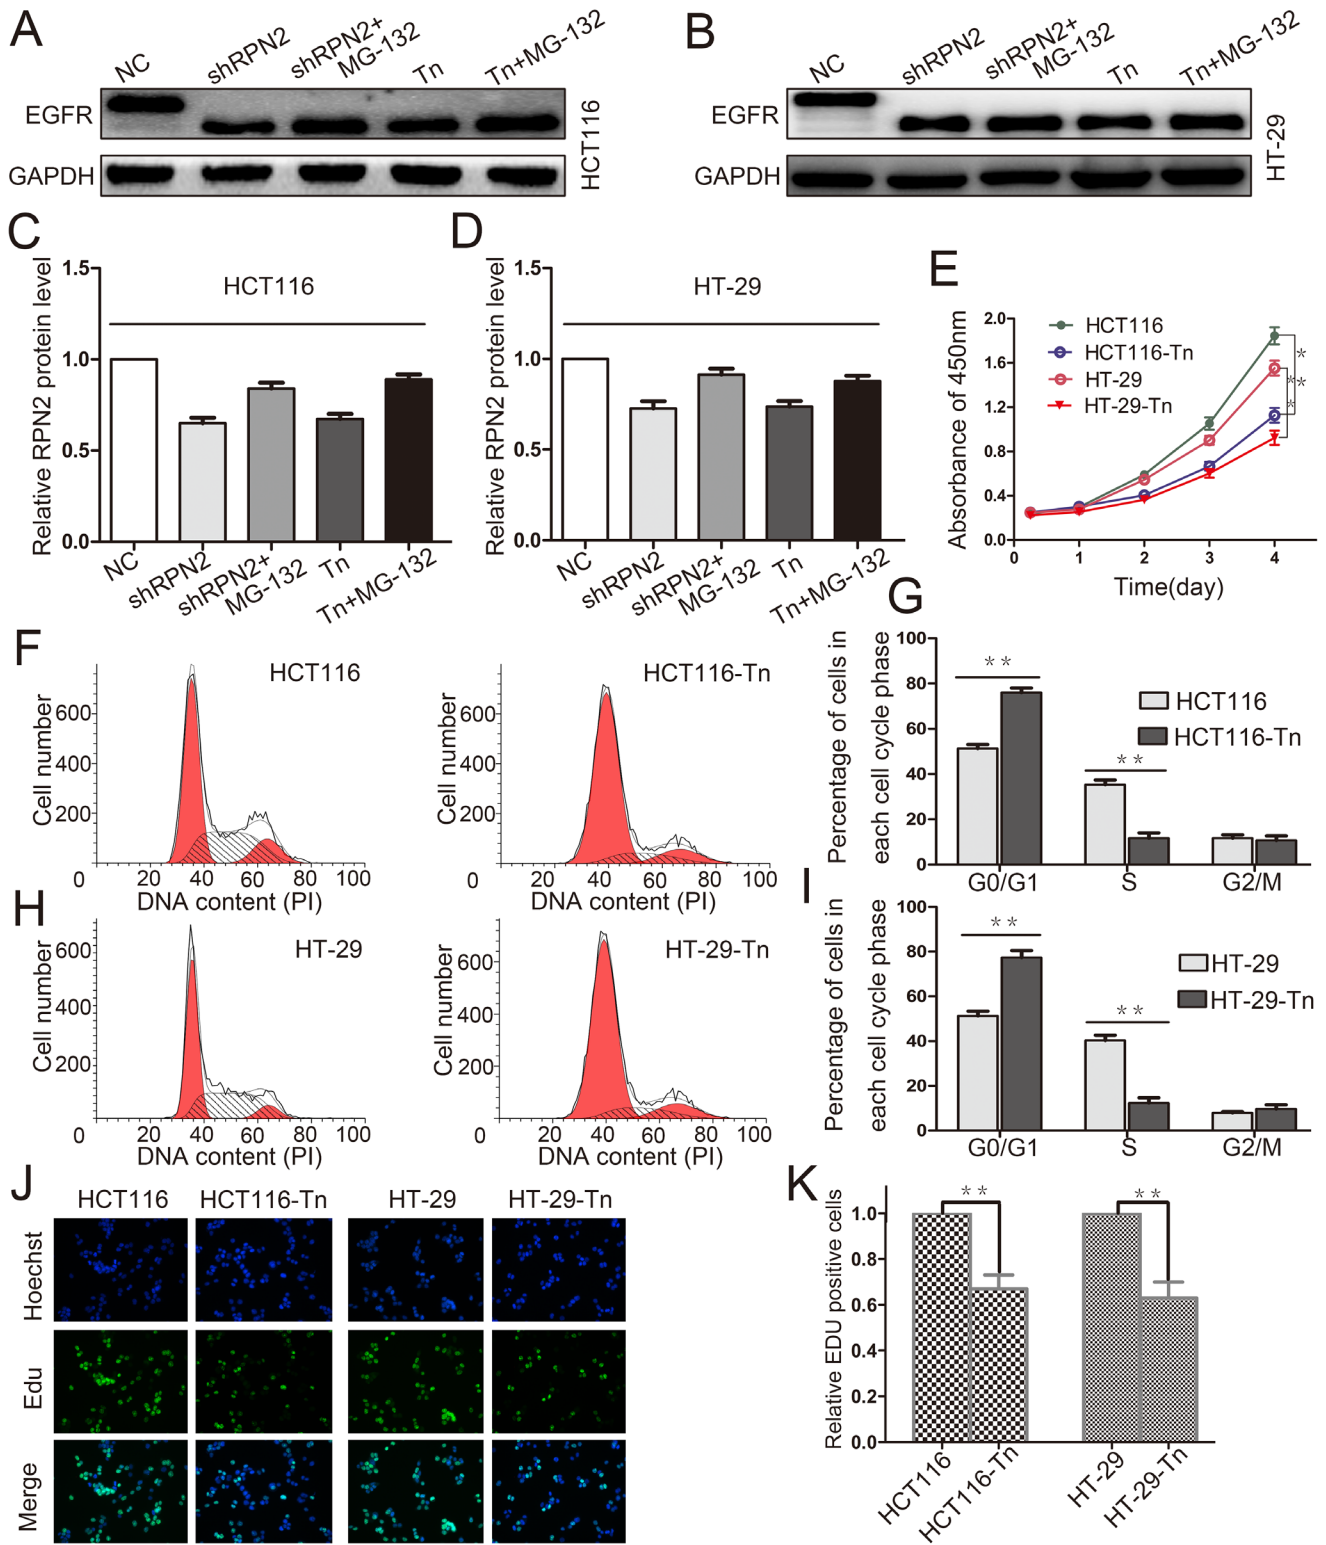 A
NC
shRPN2
shRPN2+
MG-132
Tn
Tn+MG-132
EGFR
GAPDH
HCT116
B
NC
shRPN2
shRPN2+
MG-132
Tn
Tn+MG-132
EGFR
GAPDH
HT-29
C
Relative RPN2 protein level
1.5
1.0
0.5
0.0
HCT116
NC
shRPN2
shRPN2+
MG-132
Tn
Tn+MG-132
D
Relative RPN2 protein level
1.5
1.0
0.5
0.0
HT-29
NC
shRPN2
shRPN2+
MG-132
Tn
Tn+MG-132
E
Absorbance of 450nm
2.0
1.6
1.2
0.8
0.4
0.0
HCT116
HCT116-Tn
HT-29
HT-29-Tn
**
**
0 1 2 3 4
Time(day)
F
Cell number
600
400
200
HCT116
0 20 40 60 80 100
DNA content (PI)
Cell number
600
400
200
HCT116-Tn
0 20 40 60 80 100
DNA content (PI)
G
Percentage of cells in
each cell cycle phase
100
80
60
40
20
0
**
**
HCT116
HCT116-Tn
G0/G1 S G2/M
H
Cell number
600
400
200
HT-29
0 20 40 60 80 100
DNA content (PI)
Cell number
600
400
200
HT-29-Tn
0 20 40 60 80 100
DNA content (PI)
I
Percentage of cells in
each cell cycle phase
100
80
60
40
20
0
**
**
HT-29
HT-29-Tn
G0/G1 S G2/M
J
HCT116 HCT116-Tn HT-29 HT-29-Tn
Hoechst
Edu
Merge
K
Relative EDU positive cells
1.0
0.8
0.6
0.4
0.2
0.0
**
**
HCT116
HCT116-Tn
HT-29
HT-29-Tn